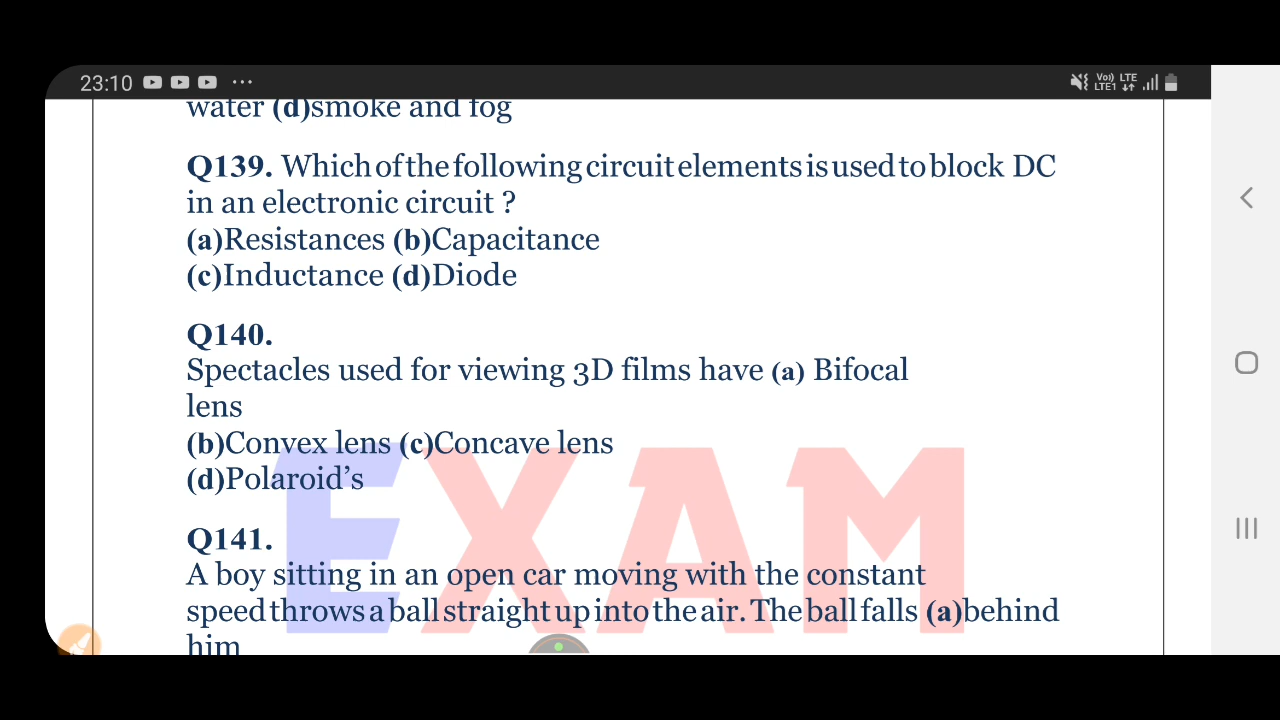 23:10
Vo)) LTE
LTE1
water (d)smoke and fog
Q139. Which of the following circuit elements is used to block DC
in an electronic circuit ?
(a)Resistances (b)Capacitance
(c)Inductance (d)Diode
Q140.
Spectacles used for viewing 3D films have (a) Bifocal
lens
(b)Convex lens (c)Concave lens
(d)Polaroid's
Q141.
A boy sitting in an open car moving with the constant
speed throws a ball straight up into the air. The ball falls (a)behind
him
EXAM